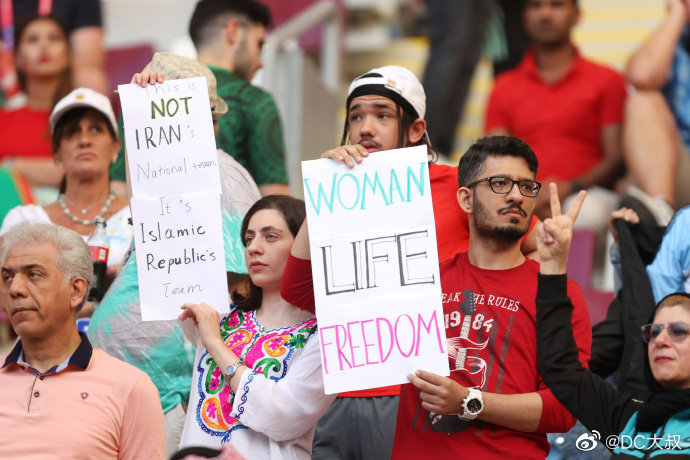 This is
NOT
IRAN's
National team
It's
Islamic
Republic's
Team
WOMAN
LIFE
FREEDOM
THE RULES
1984
@DC大叔